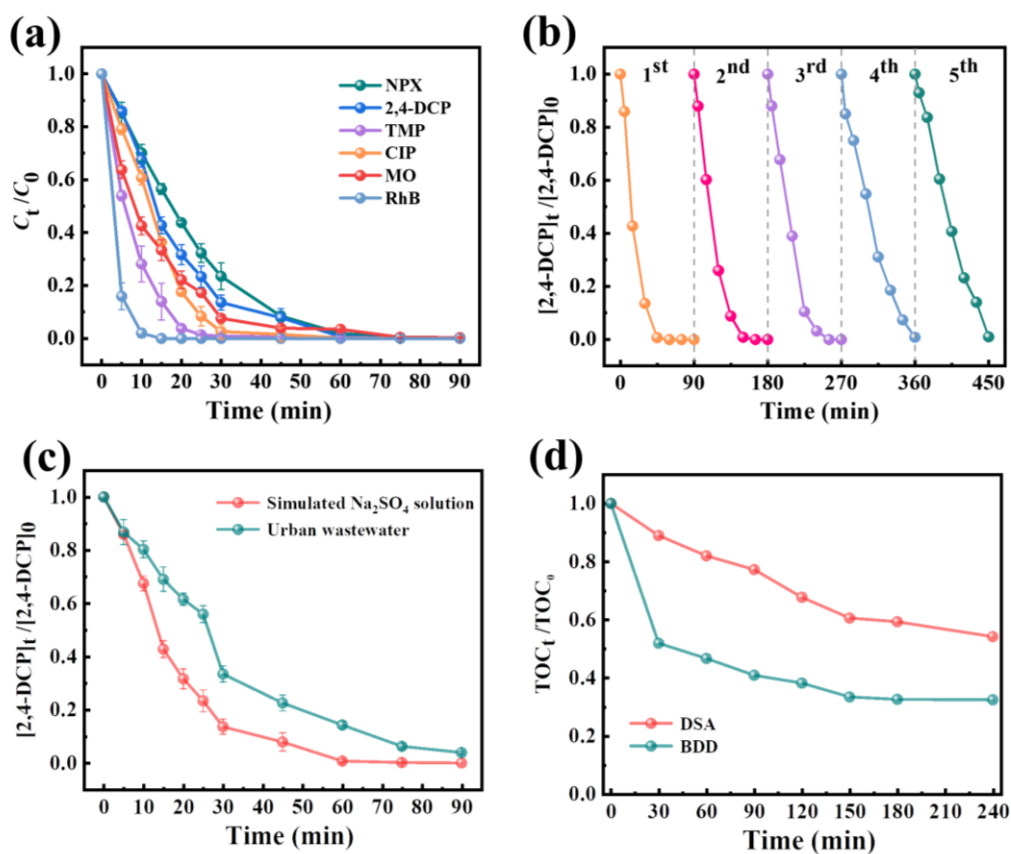 (a)
NPX
2,4-DCP
TMP
CIP
MO
RhB
1.0
0.8
0.6
0.4
0.2
0.0
Cₜ/C₀
0 10 20 30 40 50 60 70 80 90
Time (min)
(b)
1ˢᵗ 2ⁿᵈ 3ʳᵈ 4ᵗʰ 5ᵗʰ
1.0
0.8
0.6
0.4
0.2
0.0
[2,4-DCP]ₜ/[2,4-DCP]₀
0 90 180 270 360 450
Time (min)
(c)
Simulated Na₂SO₄ solution
Urban wastewater
1.0
0.8
0.6
0.4
0.2
0.0
[2,4-DCP]ₜ/[2,4-DCP]₀
0 10 20 30 40 50 60 70 80 90
Time (min)
(d)
1.0
0.8
0.6
0.4
0.2
0.0
TOCₜ/TOC₀
DSA
BDD
0 30 60 90 120 150 180 210 240
Time (min)